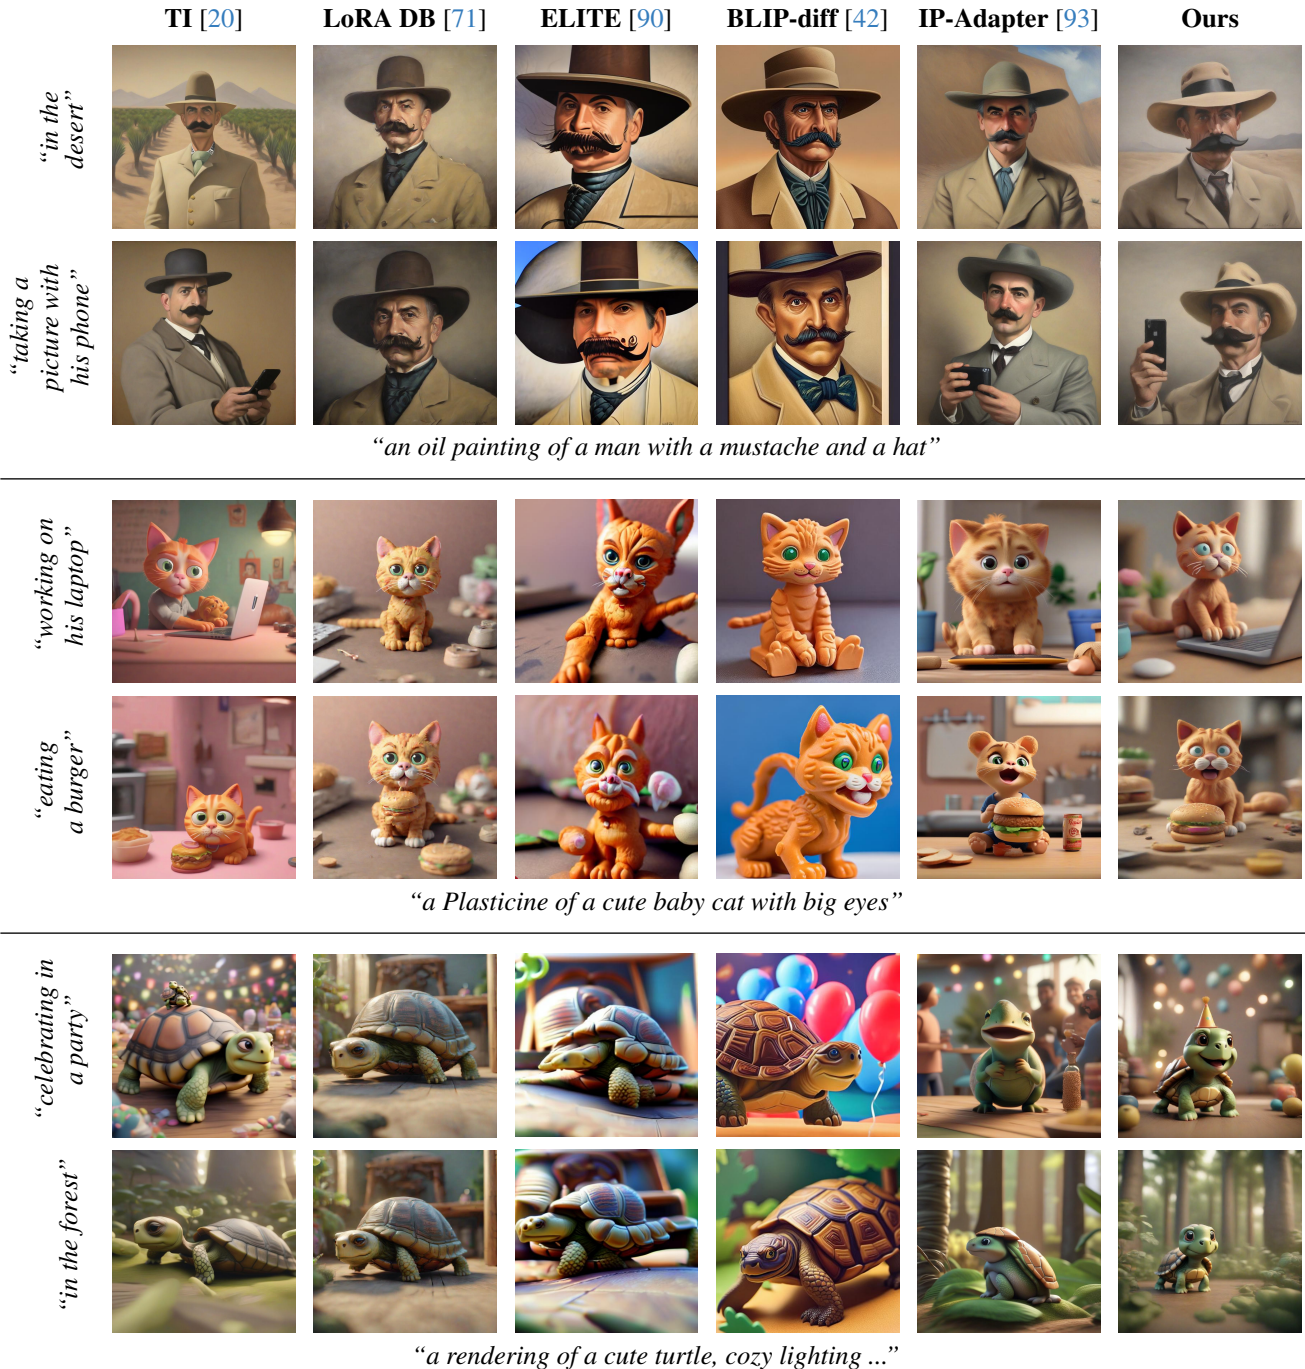 TI [20] LoRA DB [71] ELITE [90] BLIP-diff [42] IP-Adapter [93] Ours
“in the
desert”
“taking a
picture with
his phone”
“an oil painting of a man with a mustache and a hat”
“working on
his laptop”
“eating
a burger”
“a Plasticine of a cute baby cat with big eyes”
“celebrating in
a party”
“in the forest”
“a rendering of a cute turtle, cozy lighting ...”